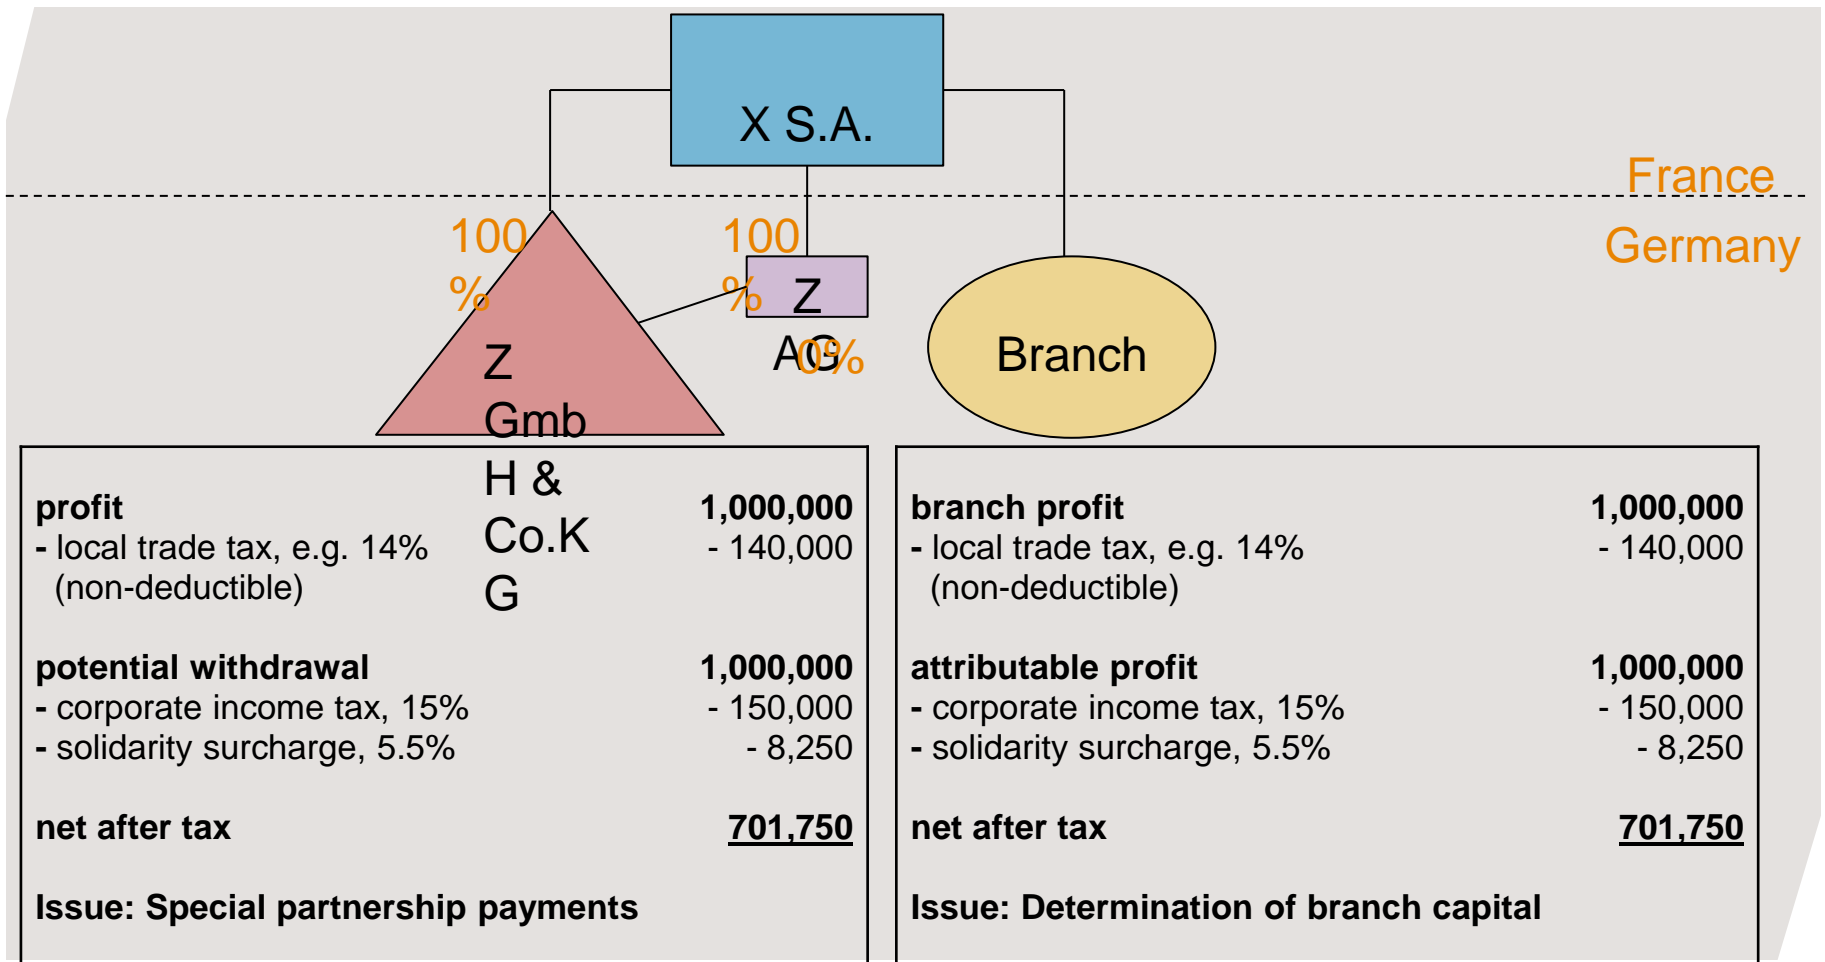 X S.A.
France
Germany
100
%
100
%
Z
AG
0%
Z
Gmb
H &
Co.K
G
Branch
profit 1,000,000
- local trade tax, e.g. 14% - 140,000
(non-deductible)
potential withdrawal 1,000,000
- corporate income tax, 15% - 150,000
- solidarity surcharge, 5.5% - 8,250
net after tax 701,750
Issue: Special partnership payments
branch profit 1,000,000
- local trade tax, e.g. 14% - 140,000
(non-deductible)
attributable profit 1,000,000
- corporate income tax, 15% - 150,000
- solidarity surcharge, 5.5% - 8,250
net after tax 701,750
Issue: Determination of branch capital